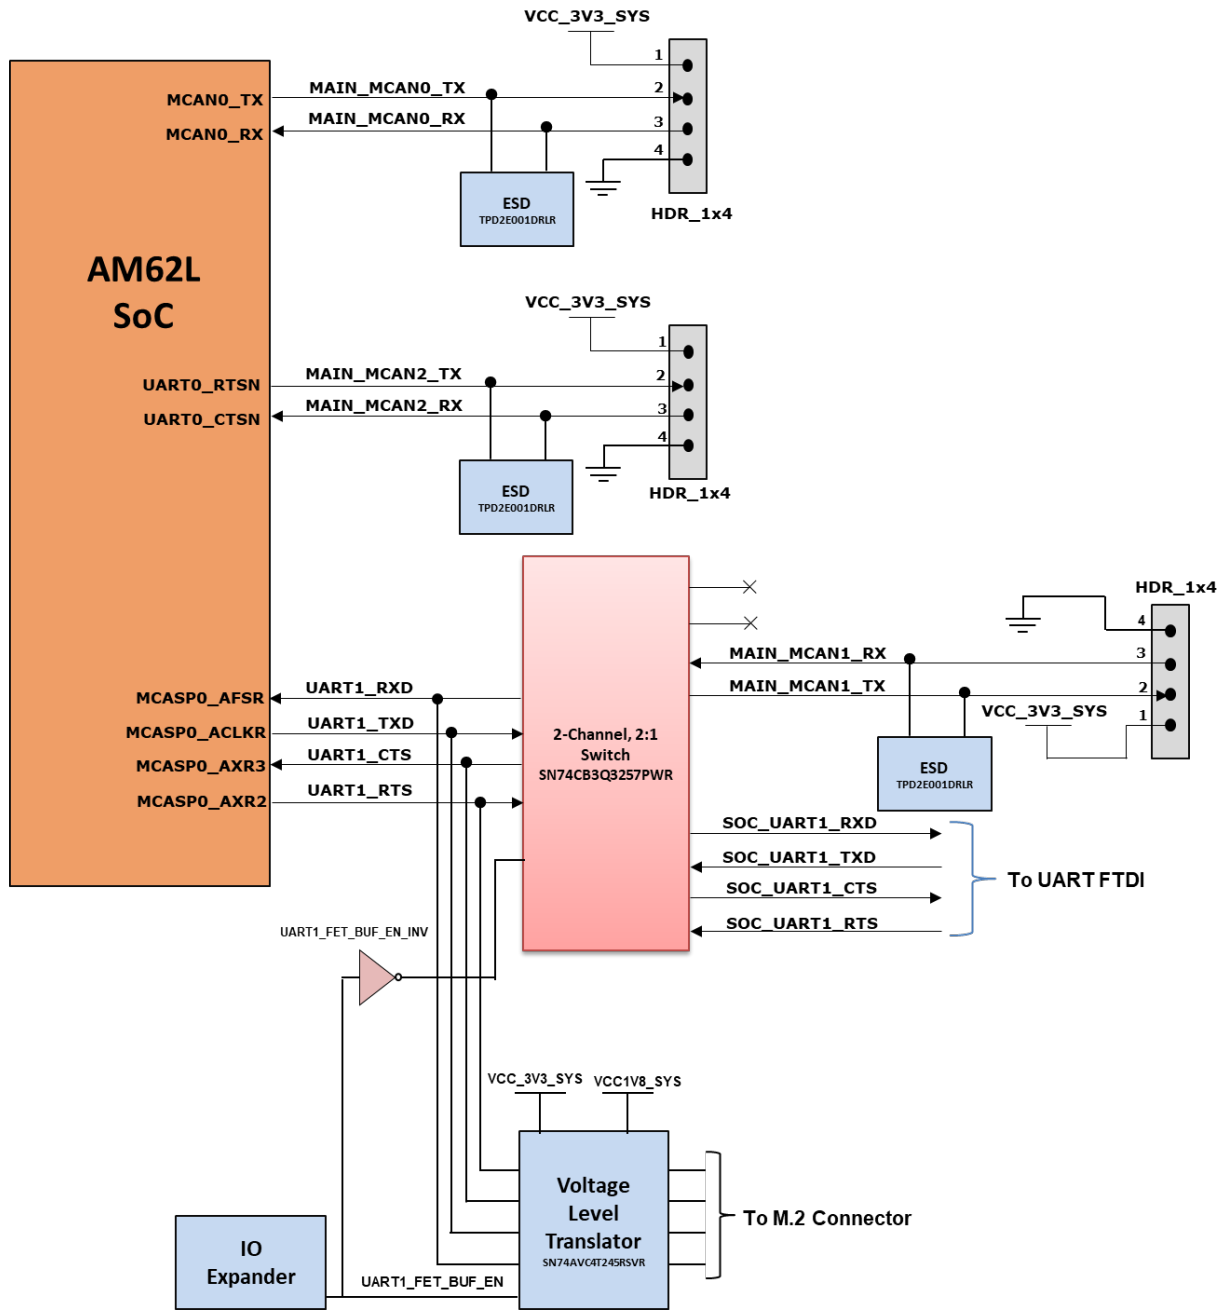 VCC_3V3_SYS
1
MCAN0_TX
MAIN_MCAN0_TX
2
MCAN0_RX
MAIN_MCAN0_RX
3
4
ESD
TPD2E001DRLR
HDR_1x4
AM62L
SoC
VCC_3V3_SYS
1
UART0_RTSN
MAIN_MCAN2_TX
2
UART0_CTSN
MAIN_MCAN2_RX
3
4
ESD
TPD2E001DRLR
HDR_1x4
HDR_1x4
4
MAIN_MCAN1_RX
3
MAIN_MCAN1_TX
2
VCC_3V3_SYS
1
ESD
TPD2E001DRLR
MCASP0_AFSR
UART1_RXD
MCASP0_ACLKR
UART1_TXD
MCASP0_AXR3
UART1_CTS
MCASP0_AXR2
UART1_RTS
2-Channel, 2:1
Switch
SN74CB3Q3257PWR
SOC_UART1_RXD
SOC_UART1_TXD
SOC_UART1_CTS
SOC_UART1_RTS
To UART FTDI
UART1_FET_BUF_EN_INV
VCC_3V3_SYS
VCC1V8_SYS
Voltage
Level
Translator
SN74AVC4T245RSVR
To M.2 Connector
IO
Expander
UART1_FET_BUF_EN